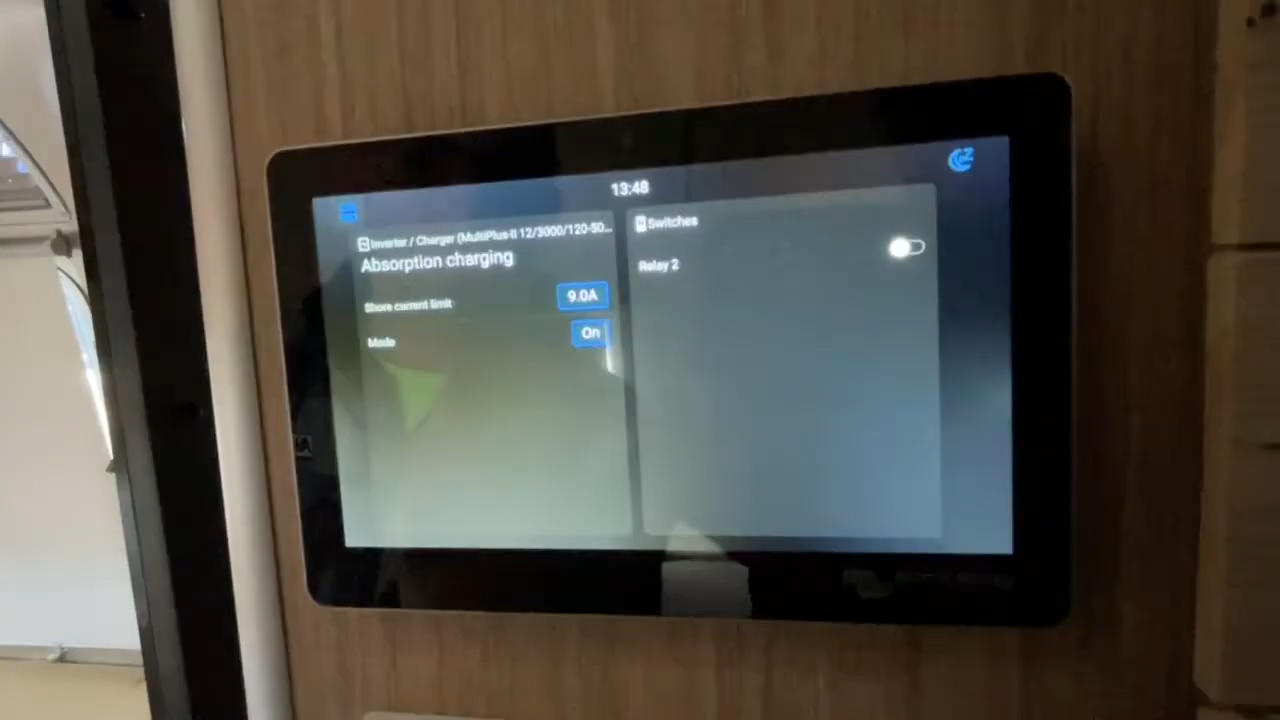 13:48
Inverter / Charger (MultiPlus-II 12/3000/120-50...
Absorption charging
Shore current limit
9.0A
Mode
On
Switches
Relay 2